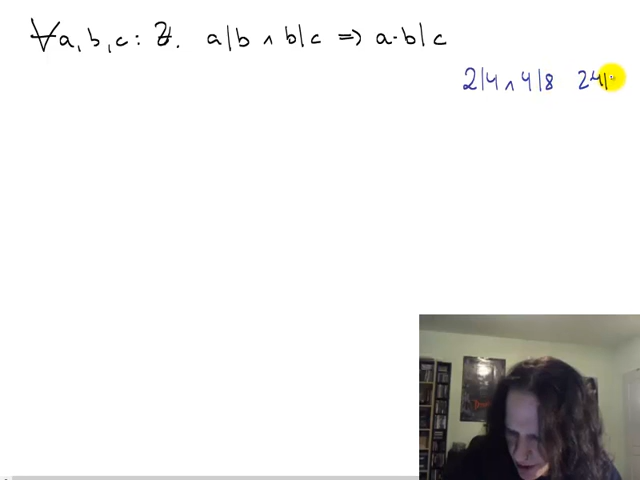 ∀a, b, c : ℤ. a|b ∧ b|c ⟹ a·b|c
2|4 ∧ 4|8 2·4|